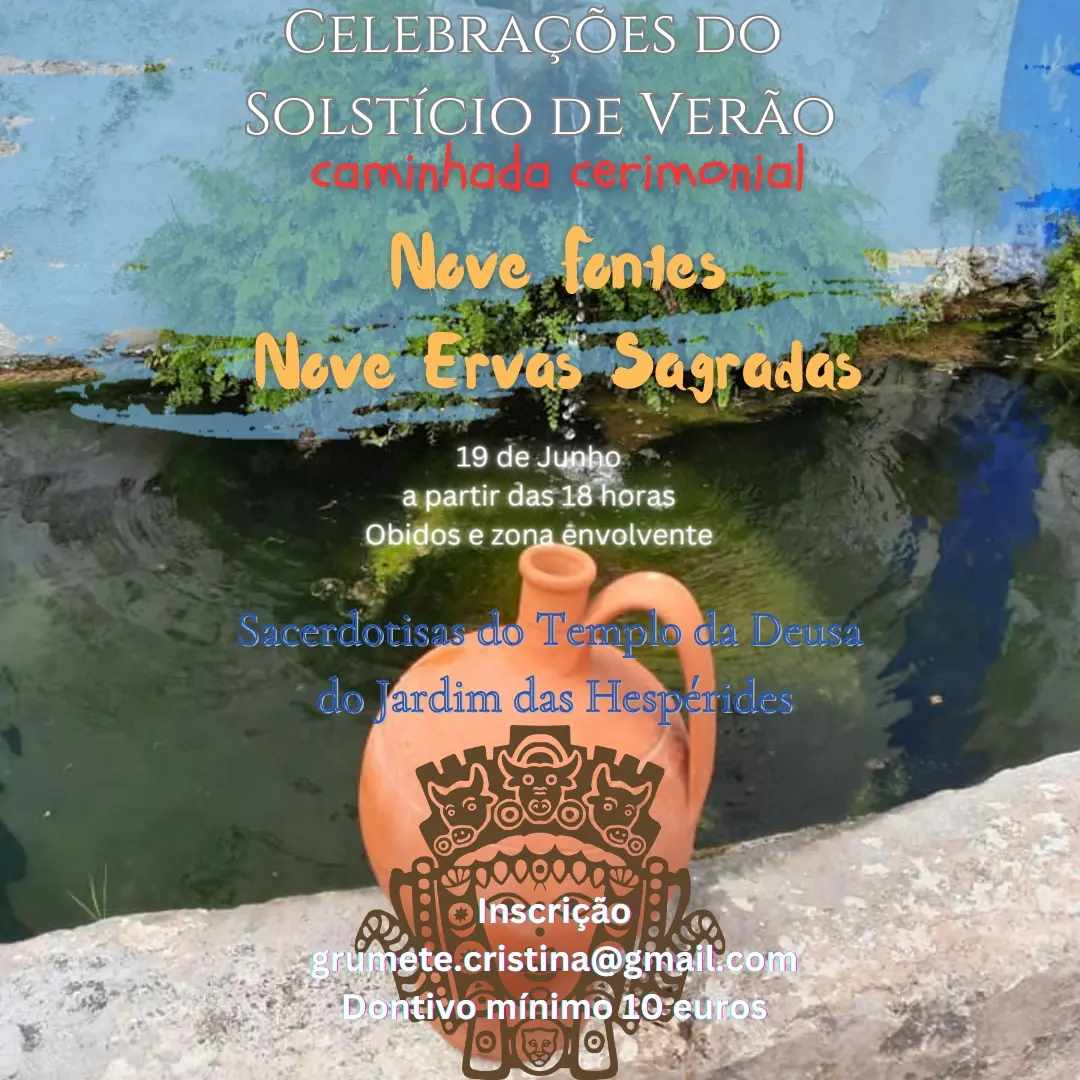 Celebrações do
Solstício de Verão
caminhada cerimonial
Nove fontes
Nove Ervas Sagradas
19 de Junho
a partir das 18 horas
Obidos e zona envolvente
Sacerdotisas do Templo da Deusa
do Jardim das Hespérides
Inscrição
grumete.cristina@gmail.com
Dontivo mínimo 10 euros